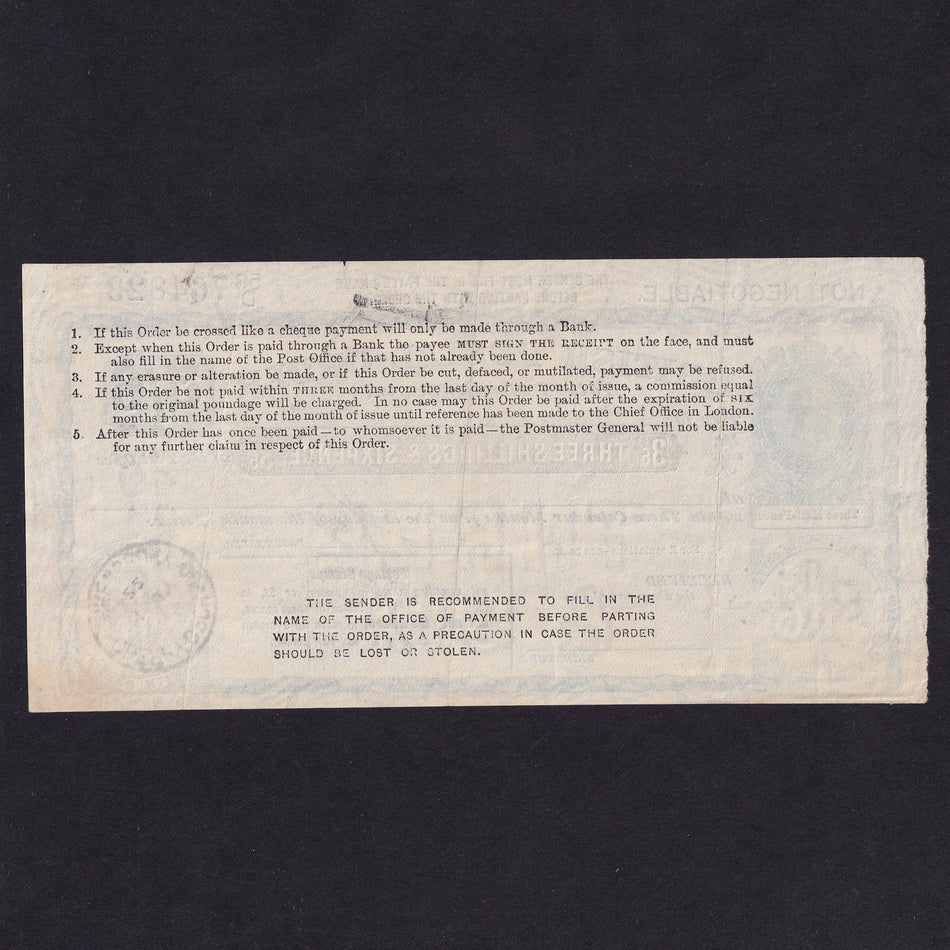 1. If this Order be crossed like a cheque payment will only be made through a Bank.
2. Except when this Order is paid through a Bank the payee MUST SIGN THE RECEIPT on the face, and must
also fill in the name of the Post Office if that has not already been done.
3. If any erasure or alteration be made, or if this Order be cut, defaced, or mutilated, payment may be refused.
4. If this Order be not paid within THREE months from the last day of the month of issue, a commission equal
to the original poundage will be charged. In no case may this Order be paid after the expiration of SIX
months from the last day of the month of issue until reference has been made to the Chief Office in London.
5. After this Order has once been paid—to whomsoever it is paid—the Postmaster General will not be liable
for any further claim in respect of this Order.
NOT NEGOTIABLE
THREE SHILLINGS & SIXPENCE
THE SENDER IS RECOMMENDED TO FILL IN THE
NAME OF THE OFFICE OF PAYMENT BEFORE PARTING
WITH THE ORDER, AS A PRECAUTION IN CASE THE ORDER
SHOULD BE LOST OR STOLEN.